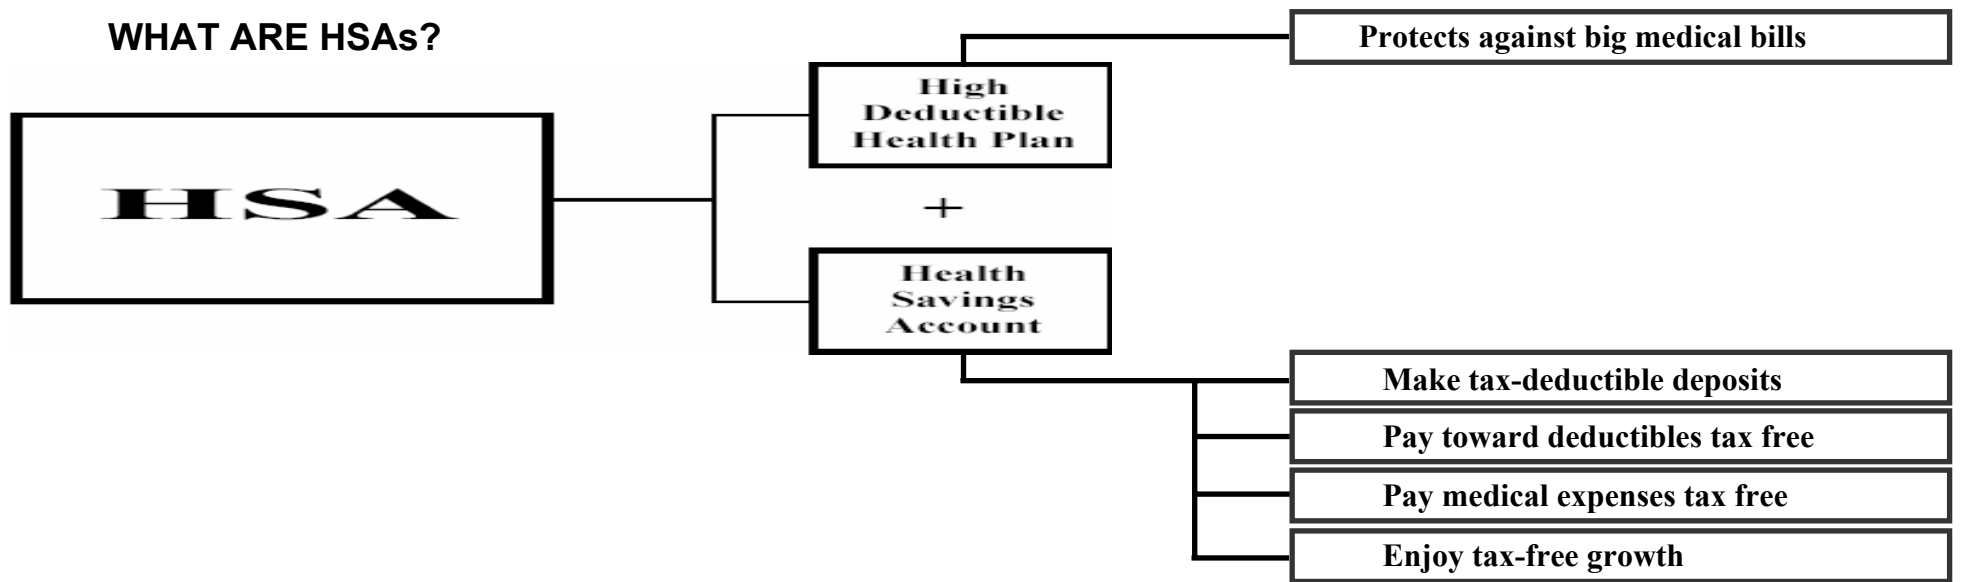 WHAT ARE HSAs?
Protects against big medical bills
High
Deductible
Health Plan
HSA
+
Health
Savings
Account
Make tax-deductible deposits
Pay toward deductibles tax free
Pay medical expenses tax free
Enjoy tax-free growth